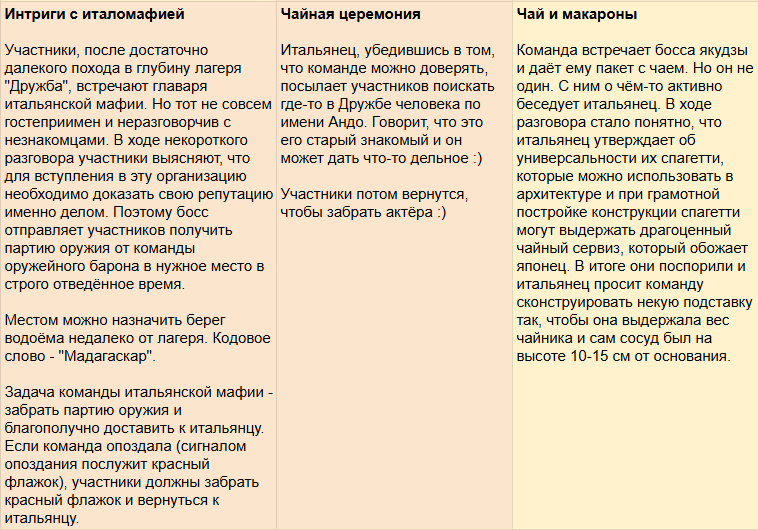 Интриги с италомафией
Участники, после достаточно
далекого похода в глубину лагеря
"Дружба", встречают главаря
итальянской мафии. Но тот не совсем
гостеприимен и неразговорчив с
незнакомцами. В ходе некороткого
разговора участники выясняют, что
для вступления в эту организацию
необходимо доказать свою репутацию
именно делом. Поэтому босс
отправляет участников получить
партию оружия от команды
оружейного барона в нужное место в
строго отведённое время.
Местом можно назначить берег
водоёма недалеко от лагеря. Кодовое
слово - "Мадагаскар".
Задача команды итальянской мафии -
забрать партию оружия и
благополучно доставить к итальянцу.
Если команда опоздала (сигналом
опоздания послужит красный
флажок), участники должны забрать
красный флажок и вернуться к
итальянцу.
Чайная церемония
Итальянец, убедившись в том,
что команде можно доверять,
посылает участников поискать
где-то в Дружбе человека по
имени Андо. Говорит, что это
его старый знакомый и он
может дать что-то дельное :)
Участники потом вернутся,
чтобы забрать актёра :)
Чай и макароны
Команда встречает босса якудзы
и даёт ему пакет с чаем. Но он не
один. С ним о чём-то активно
беседует итальянец. В ходе
разговора стало понятно, что
итальянец утверждает об
универсальности их спагетти,
которые можно использовать в
архитектуре и при грамотной
постройке конструкции спагетти
могут выдержать драгоценный
чайный сервиз, который обожает
японец. В итоге они поспорили и
итальянец просит команду
сконструировать некую подставку
так, чтобы она выдержала вес
чайника и сам сосуд был на
высоте 10-15 см от основания.